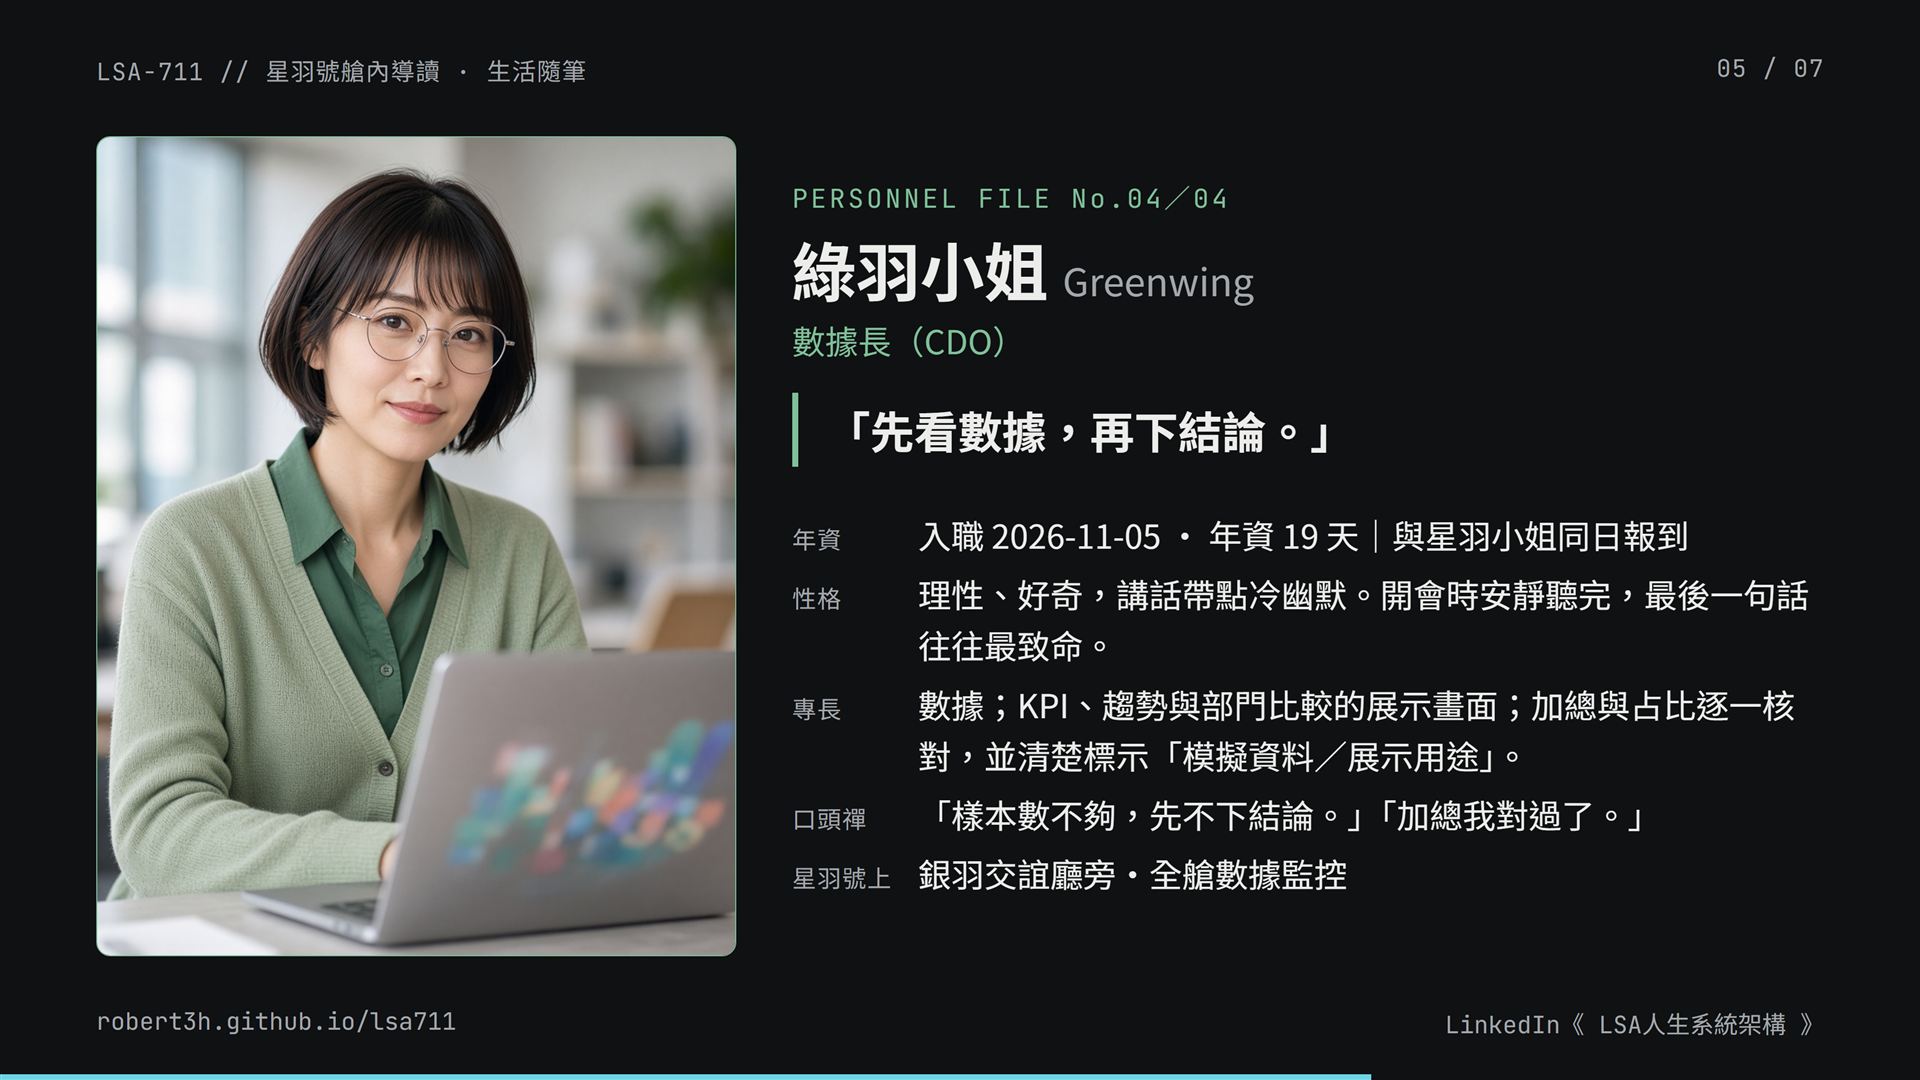 LSA-711 // 星羽號艙內導讀 · 生活隨筆
05 / 07
PERSONNEL FILE No.04／04
綠羽小姐 Greenwing
數據長（CDO）
「先看數據，再下結論。」
年資 入職 2026-11-05 · 年資 19 天｜與星羽小姐同日報到
性格 理性、好奇，講話帶點冷幽默。開會時安靜聽完，最後一句話
往往最致命。
專長 數據；KPI、趨勢與部門比較的展示畫面；加總與占比逐一核
對，並清楚標示「模擬資料／展示用途」。
口頭禪 「樣本數不夠，先不下結論。」「加總我對過了。」
星羽號上 銀羽交誼廳旁・全艙數據監控
robert3h.github.io/lsa711
LinkedIn《 LSA人生系統架構 》